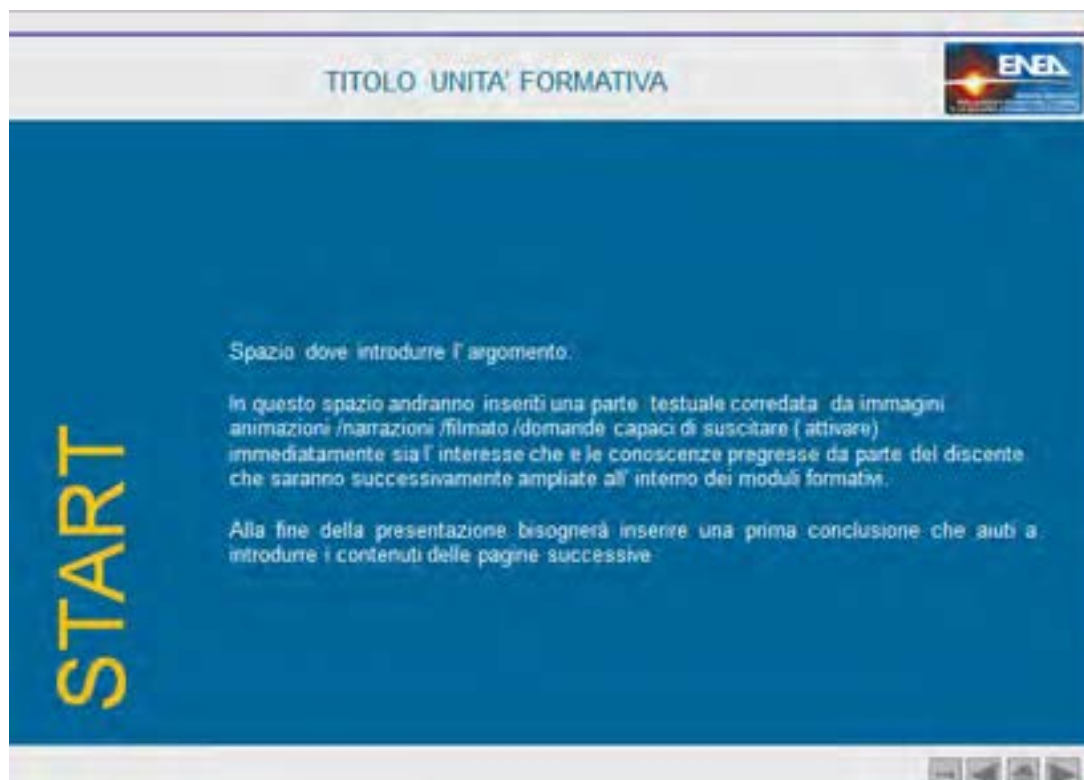 TITOLO UNITA' FORMATIVA
ENEA
Spazio dove introdurre l'argomento.
In questo spazio andranno inseriti una parte testuale corredata da immagini
animazioni /narrazioni /filmato /domande capaci di suscitare ( attivare)
immediatamente sia l'interesse che e le conoscenze pregresse da parte del discente
che saranno successivamente ampliate all'interno dei moduli formativi.
Alla fine della presentazione bisognerà inserire una prima conclusione che aiuti a
introdurre i contenuti delle pagine successive
START